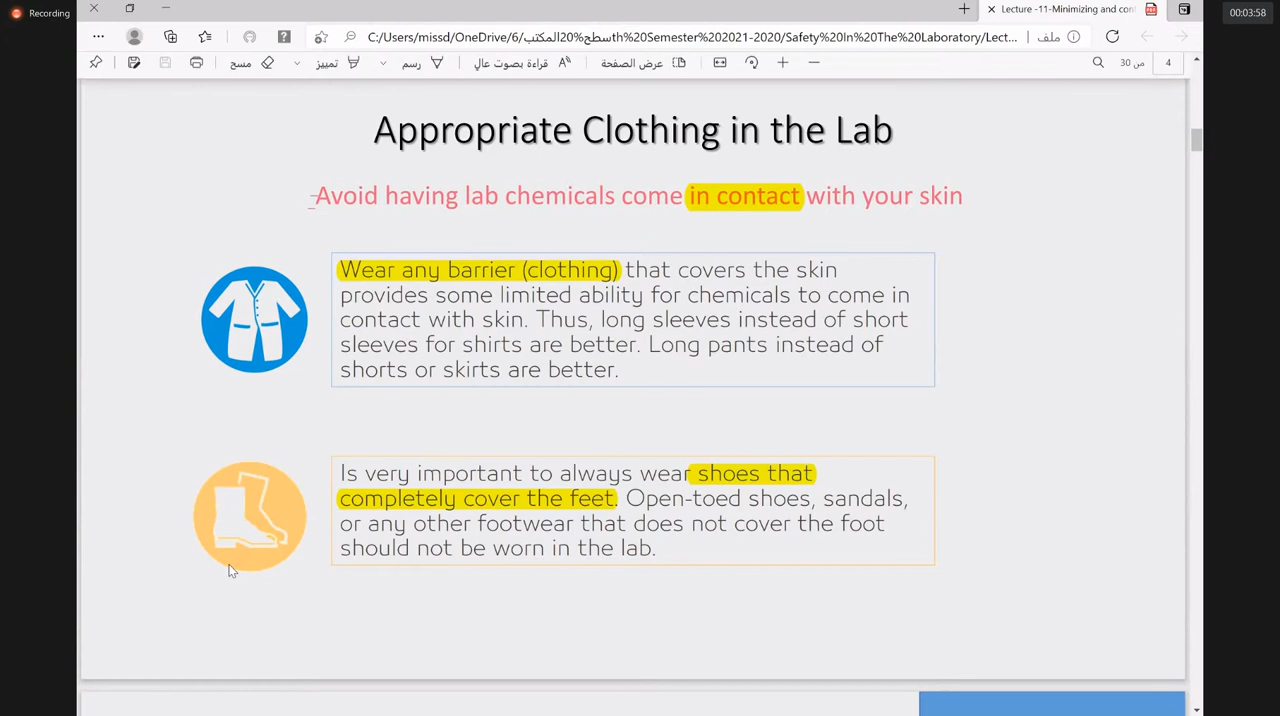 Recording
00:03:58
Lecture -11-Minimizing and cont
C:/Users/missd/OneDrive/سطح%20المكتب/6th%20Semester%202021-2020/Safety%20In%20The%20Laboratory/Lect...
ملف
مسح
تمييز
رسم
قراءة بصوت عالٍ
عرض الصفحة
من 30
4
Appropriate Clothing in the Lab
Avoid having lab chemicals come in contact with your skin
Wear any barrier (clothing) that covers the skin
provides some limited ability for chemicals to come in
contact with skin. Thus, long sleeves instead of short
sleeves for shirts are better. Long pants instead of
shorts or skirts are better.
Is very important to always wear shoes that
completely cover the feet. Open-toed shoes, sandals,
or any other footwear that does not cover the foot
should not be worn in the lab.